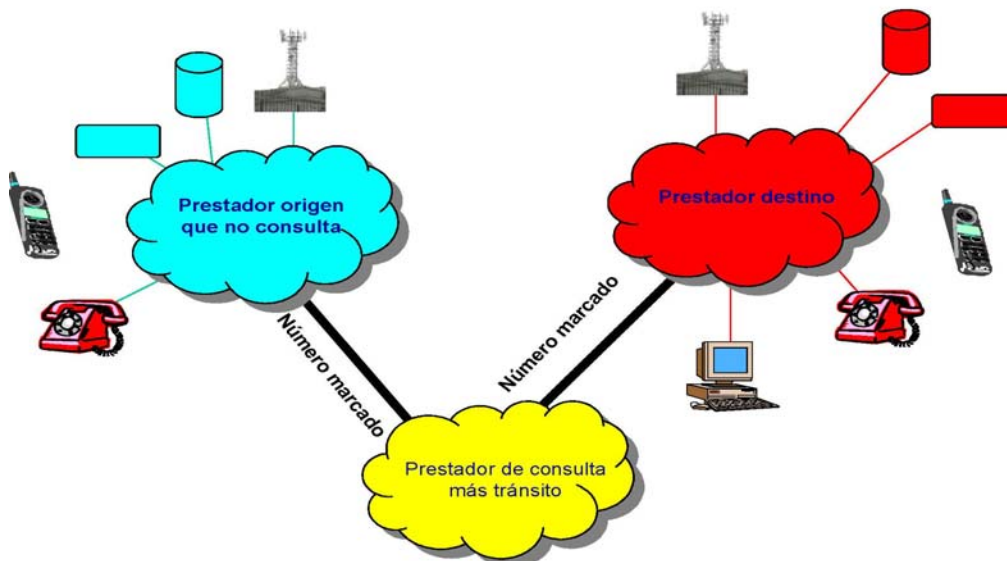 Prestador origen
que no consulta
Prestador destino
Número marcado
Número marcado
Prestador de consulta
más tránsito